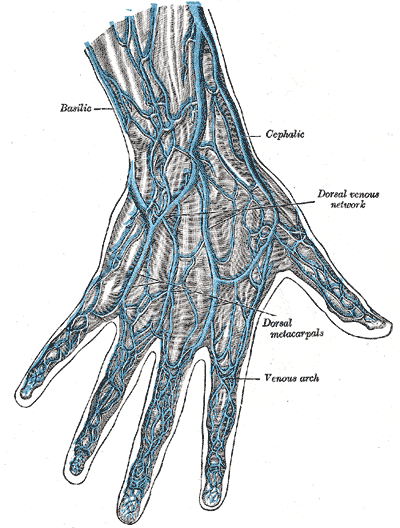 Basilic
Cephalic
Dorsal venous
network
Dorsal
metacarpals
Venous arch